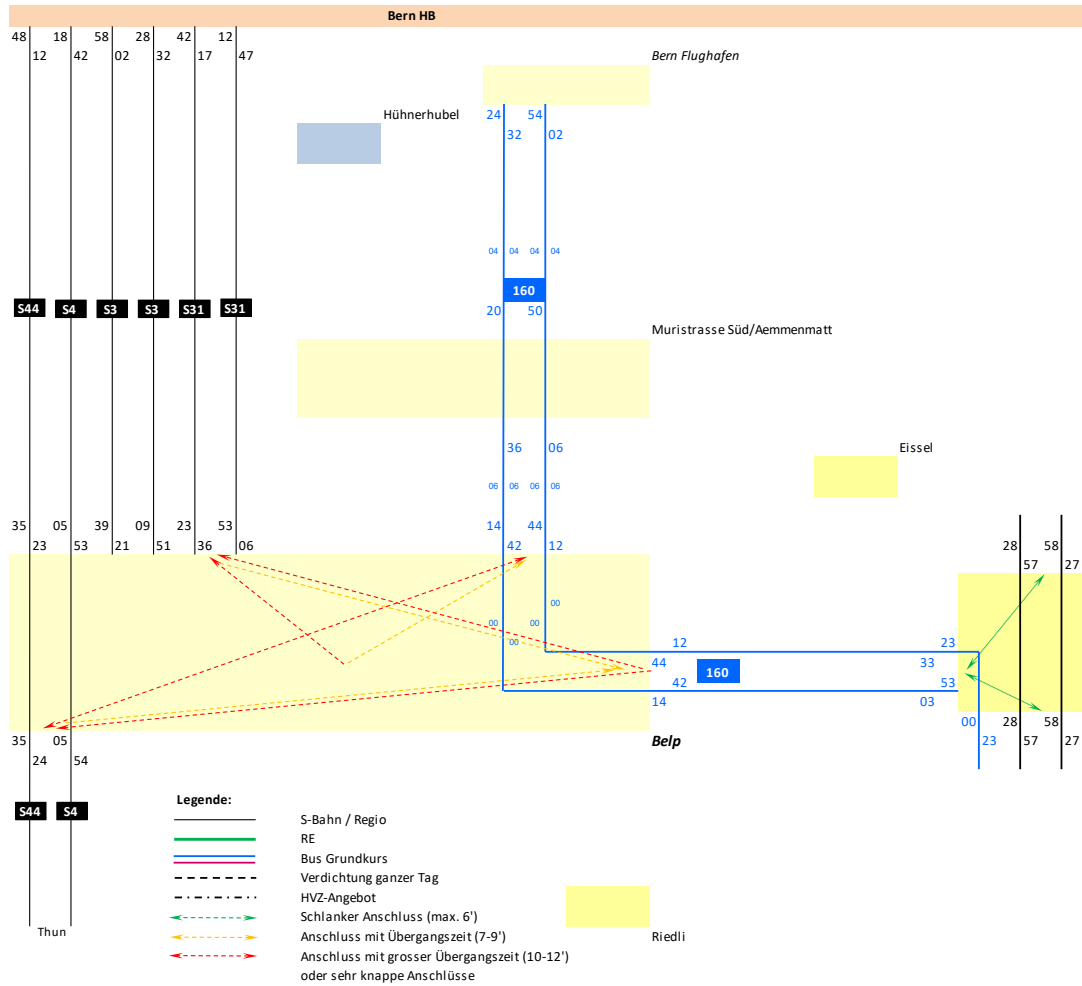 Bern HB
48 18 58 28 42 12
12 42 02 32 17 47
Bern Flughafen
Hühnerhubel
24 54
32 02
04 04 04 04
S44 S4 S3 S3 S31 S31
160
20 50
Muristrasse Süd/Aemmenmatt
36 06
Eissel
06 06 06 06
35 05 39 09 23 53 14 44
23 53 21 51 36 06 42 12
28 58
57 27
00
00 00
00
12 23
44 33
160
42 53
14 03
00 28 58
35 05 Belp 23 57 27
24 54
S44 S4
Legende:
S-Bahn / Regio
RE
Bus Grundkurs
Verdichtung ganzer Tag
HVZ-Angebot
Schlanker Anschluss (max. 6')
Thun
Anschluss mit Übergangszeit (7-9')
Riedli
Anschluss mit grosser Übergangszeit (10-12')
oder sehr knappe Anschlüsse